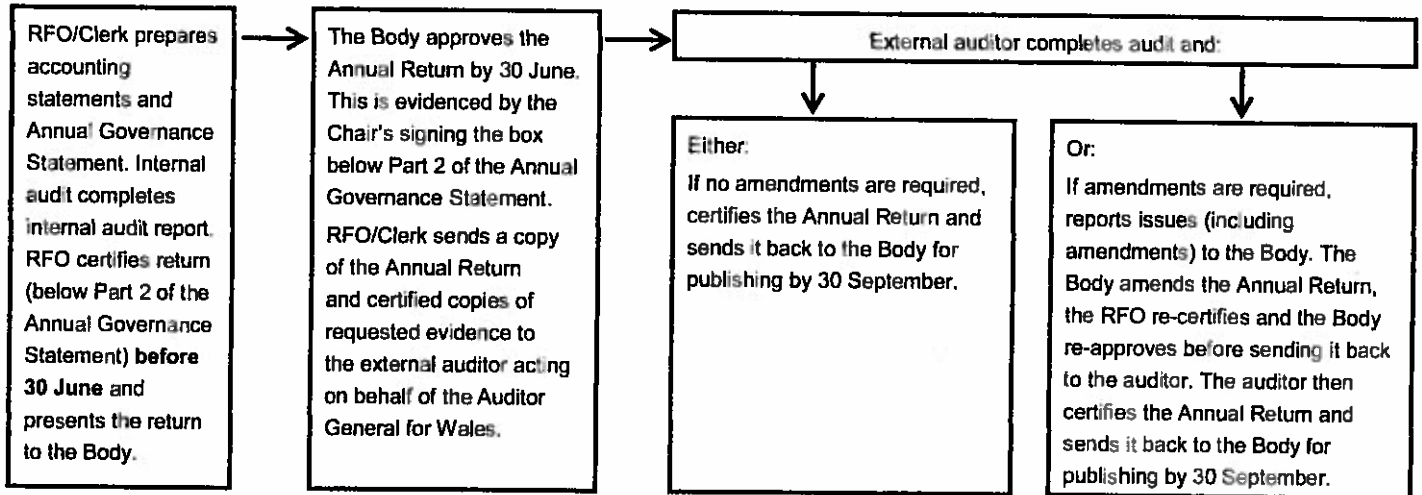 RFO/Clerk prepares
accounting
statements and
Annual Governance
Statement. Internal
audit completes
internal audit report.
RFO certifies return
(below Part 2 of the
Annual Governance
Statement) before
30 June and
presents the return
to the Body.
The Body approves the
Annual Return by 30 June.
This is evidenced by the
Chair's signing the box
below Part 2 of the Annual
Governance Statement.
RFO/Clerk sends a copy
of the Annual Return
and certified copies of
requested evidence to
the external auditor acting
on behalf of the Auditor
General for Wales.
External auditor completes audit and:
Either:
If no amendments are required,
certifies the Annual Return and
sends it back to the Body for
publishing by 30 September.
Or:
If amendments are required,
reports issues (including
amendments) to the Body. The
Body amends the Annual Return,
the RFO re-certifies and the Body
re-approves before sending it back
to the auditor. The auditor then
certifies the Annual Return and
sends it back to the Body for
publishing by 30 September.